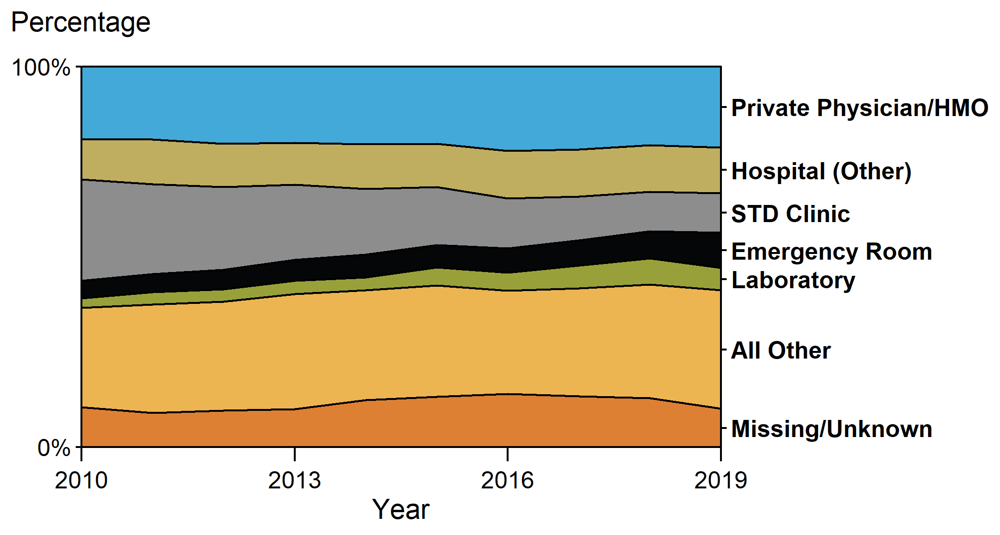 Percentage
100%
Private Physician/HMO
Hospital (Other)
STD Clinic
Emergency Room
Laboratory
All Other
Missing/Unknown
0%
2010 2013 2016 2019
Year